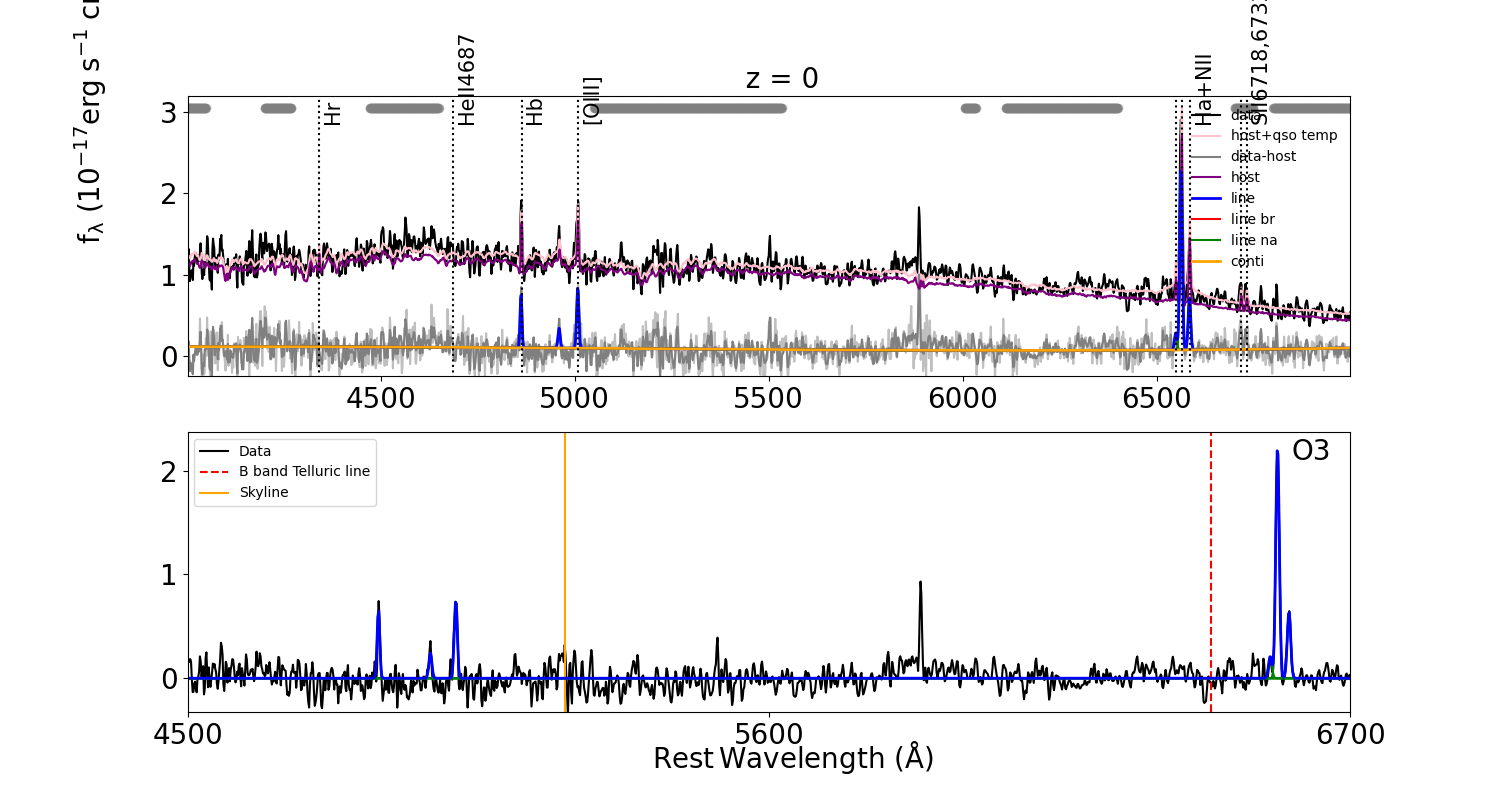 z = 0
f_λ (10^−17 erg s^−1
3
2
1
0
Hr
HeII4687
Hb
[OIII]
Ha+NII
SII6718,673
data
host+qso temp
data-host
host
line
line br
line na
conti
4500
5000
5500
6000
6500
Data
B band Telluric line
Skyline
O3
2
1
0
4500
5600
6700
Rest Wavelength (Å)